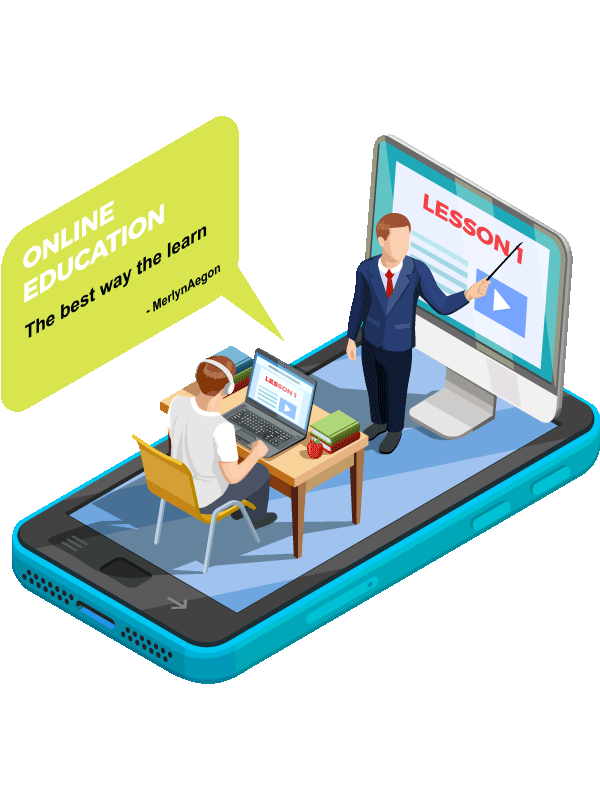 ONLINE
EDUCATION
The best way the learn
- MerlynAegon
LESSON 1
LESSON 1